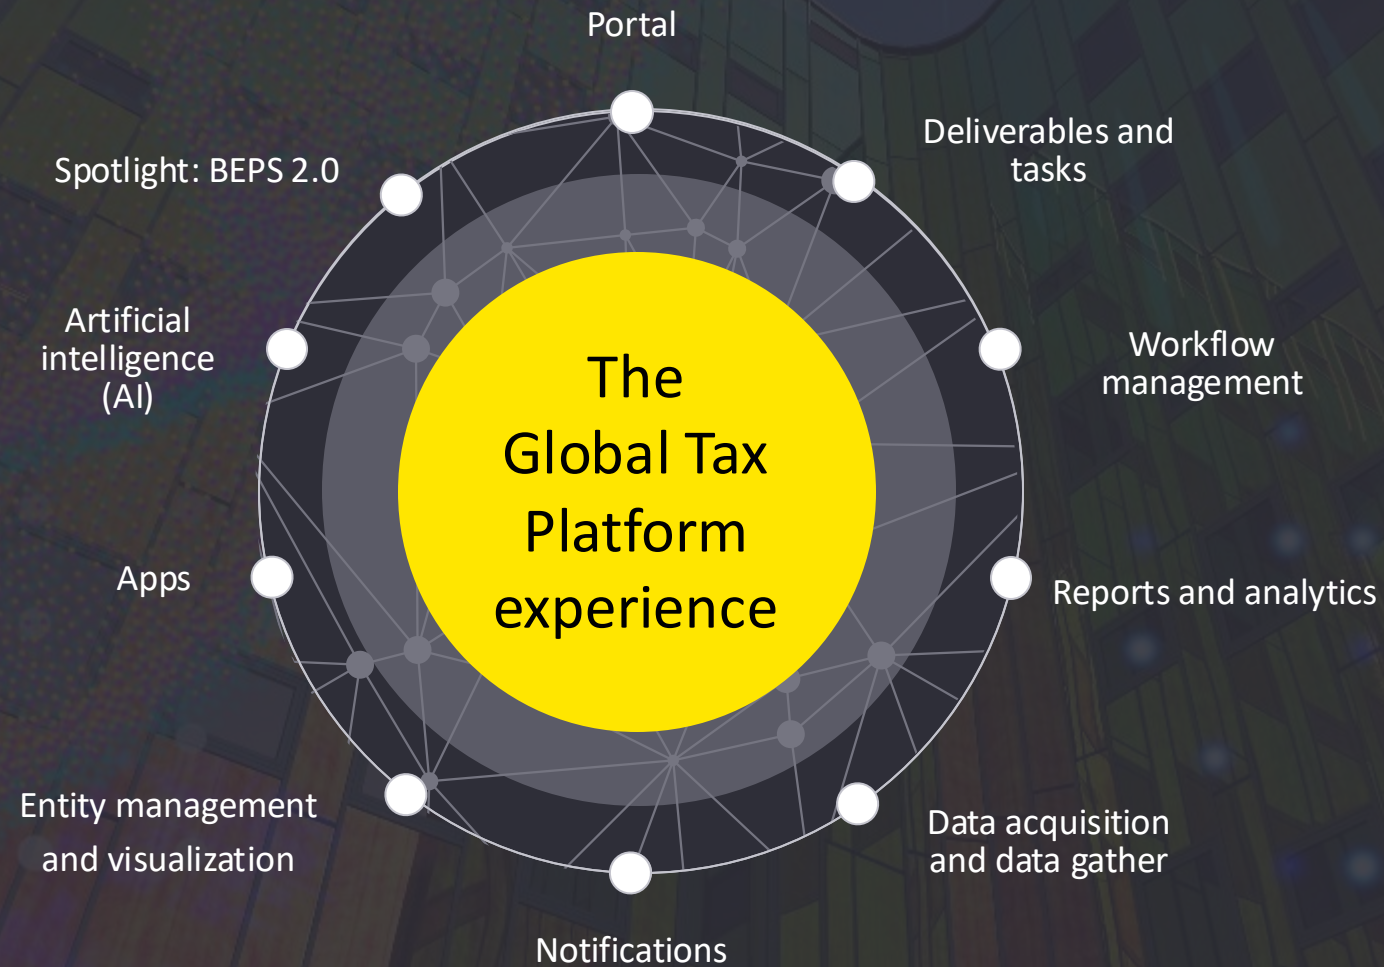 Portal
Deliverables and
tasks
Workflow
management
Reports and analytics
Data acquisition
and data gather
Notifications
Entity management
and visualization
Apps
Artificial
intelligence
(AI)
Spotlight: BEPS 2.0
The
Global Tax
Platform
experience